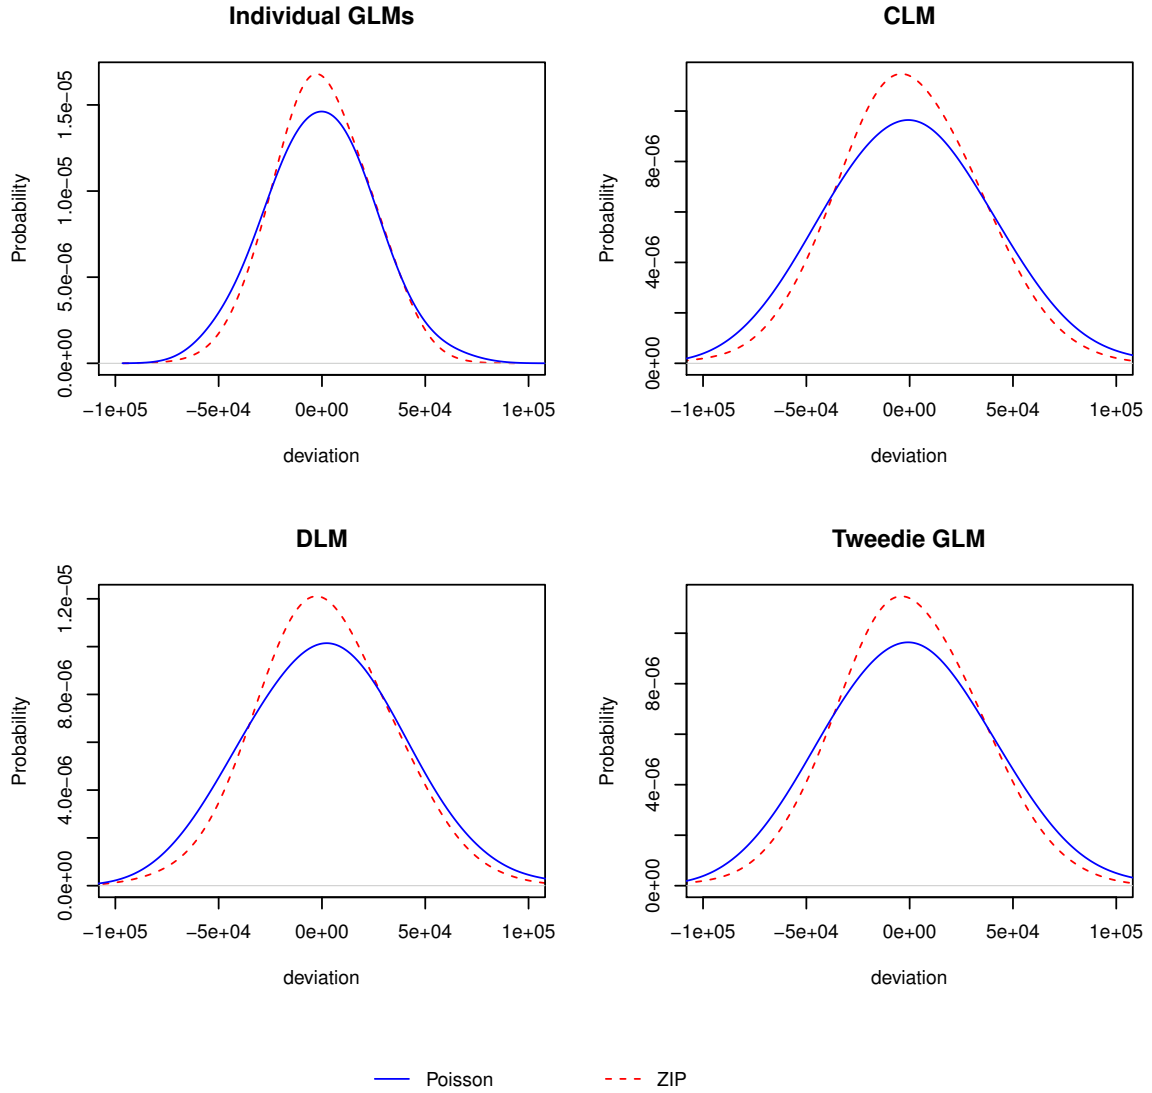 Individual GLMs
CLM
Probability
0.0e+00 5.0e−06 1.0e−05 1.5e−05
−1e+05 −5e+04 0e+00 5e+04 1e+05
deviation
Probability
0e+00 4e−06 8e−06
−1e+05 −5e+04 0e+00 5e+04 1e+05
deviation
DLM
Tweedie GLM
Probability
0.0e+00 4.0e−06 8.0e−06 1.2e−05
−1e+05 −5e+04 0e+00 5e+04 1e+05
deviation
Probability
0e+00 4e−06 8e−06
−1e+05 −5e+04 0e+00 5e+04 1e+05
deviation
Poisson
ZIP